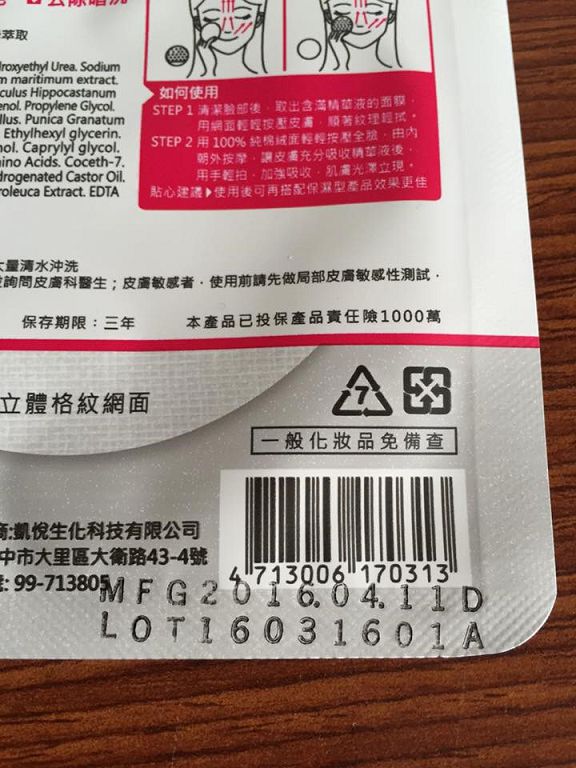 去除暗沉
萃取
droxyethyl Urea. Sodium
m maritimum extract.
culus Hippocastanum
enol. Propylene Glycol.
llus. Punica Granatum
Ethylhexyl glycerin.
nol. Caprylyl glycol.
mino Acids. Coceth-7.
drogenated Castor Oil.
roleuca Extract. EDTA
如何使用
STEP 1 清潔臉部後，取出含滿精華液的面膜，
用網面輕輕按壓皮膚，順著紋理輕拭。
STEP 2 用 100% 純棉絨面輕輕按壓全臉，由內
朝外按摩，讓皮膚充分吸收精華液後，
用手輕拍，加強吸收，肌膚光澤立現。
貼心建議▶使用後可再搭配保濕型產品效果更佳
大量清水沖洗
詢問皮膚科醫生；皮膚敏感者，使用前請先做局部皮膚敏感性測試．
保存期限：三年 本產品已投保產品責任險1000萬
立體格紋網面
7
一般化妝品免備查
商:凱悅生化科技有限公司
中市大里區大衛路43-4號
: 99-713805
4 713006 170313
MFG2016.04.11D
LOT16031601A